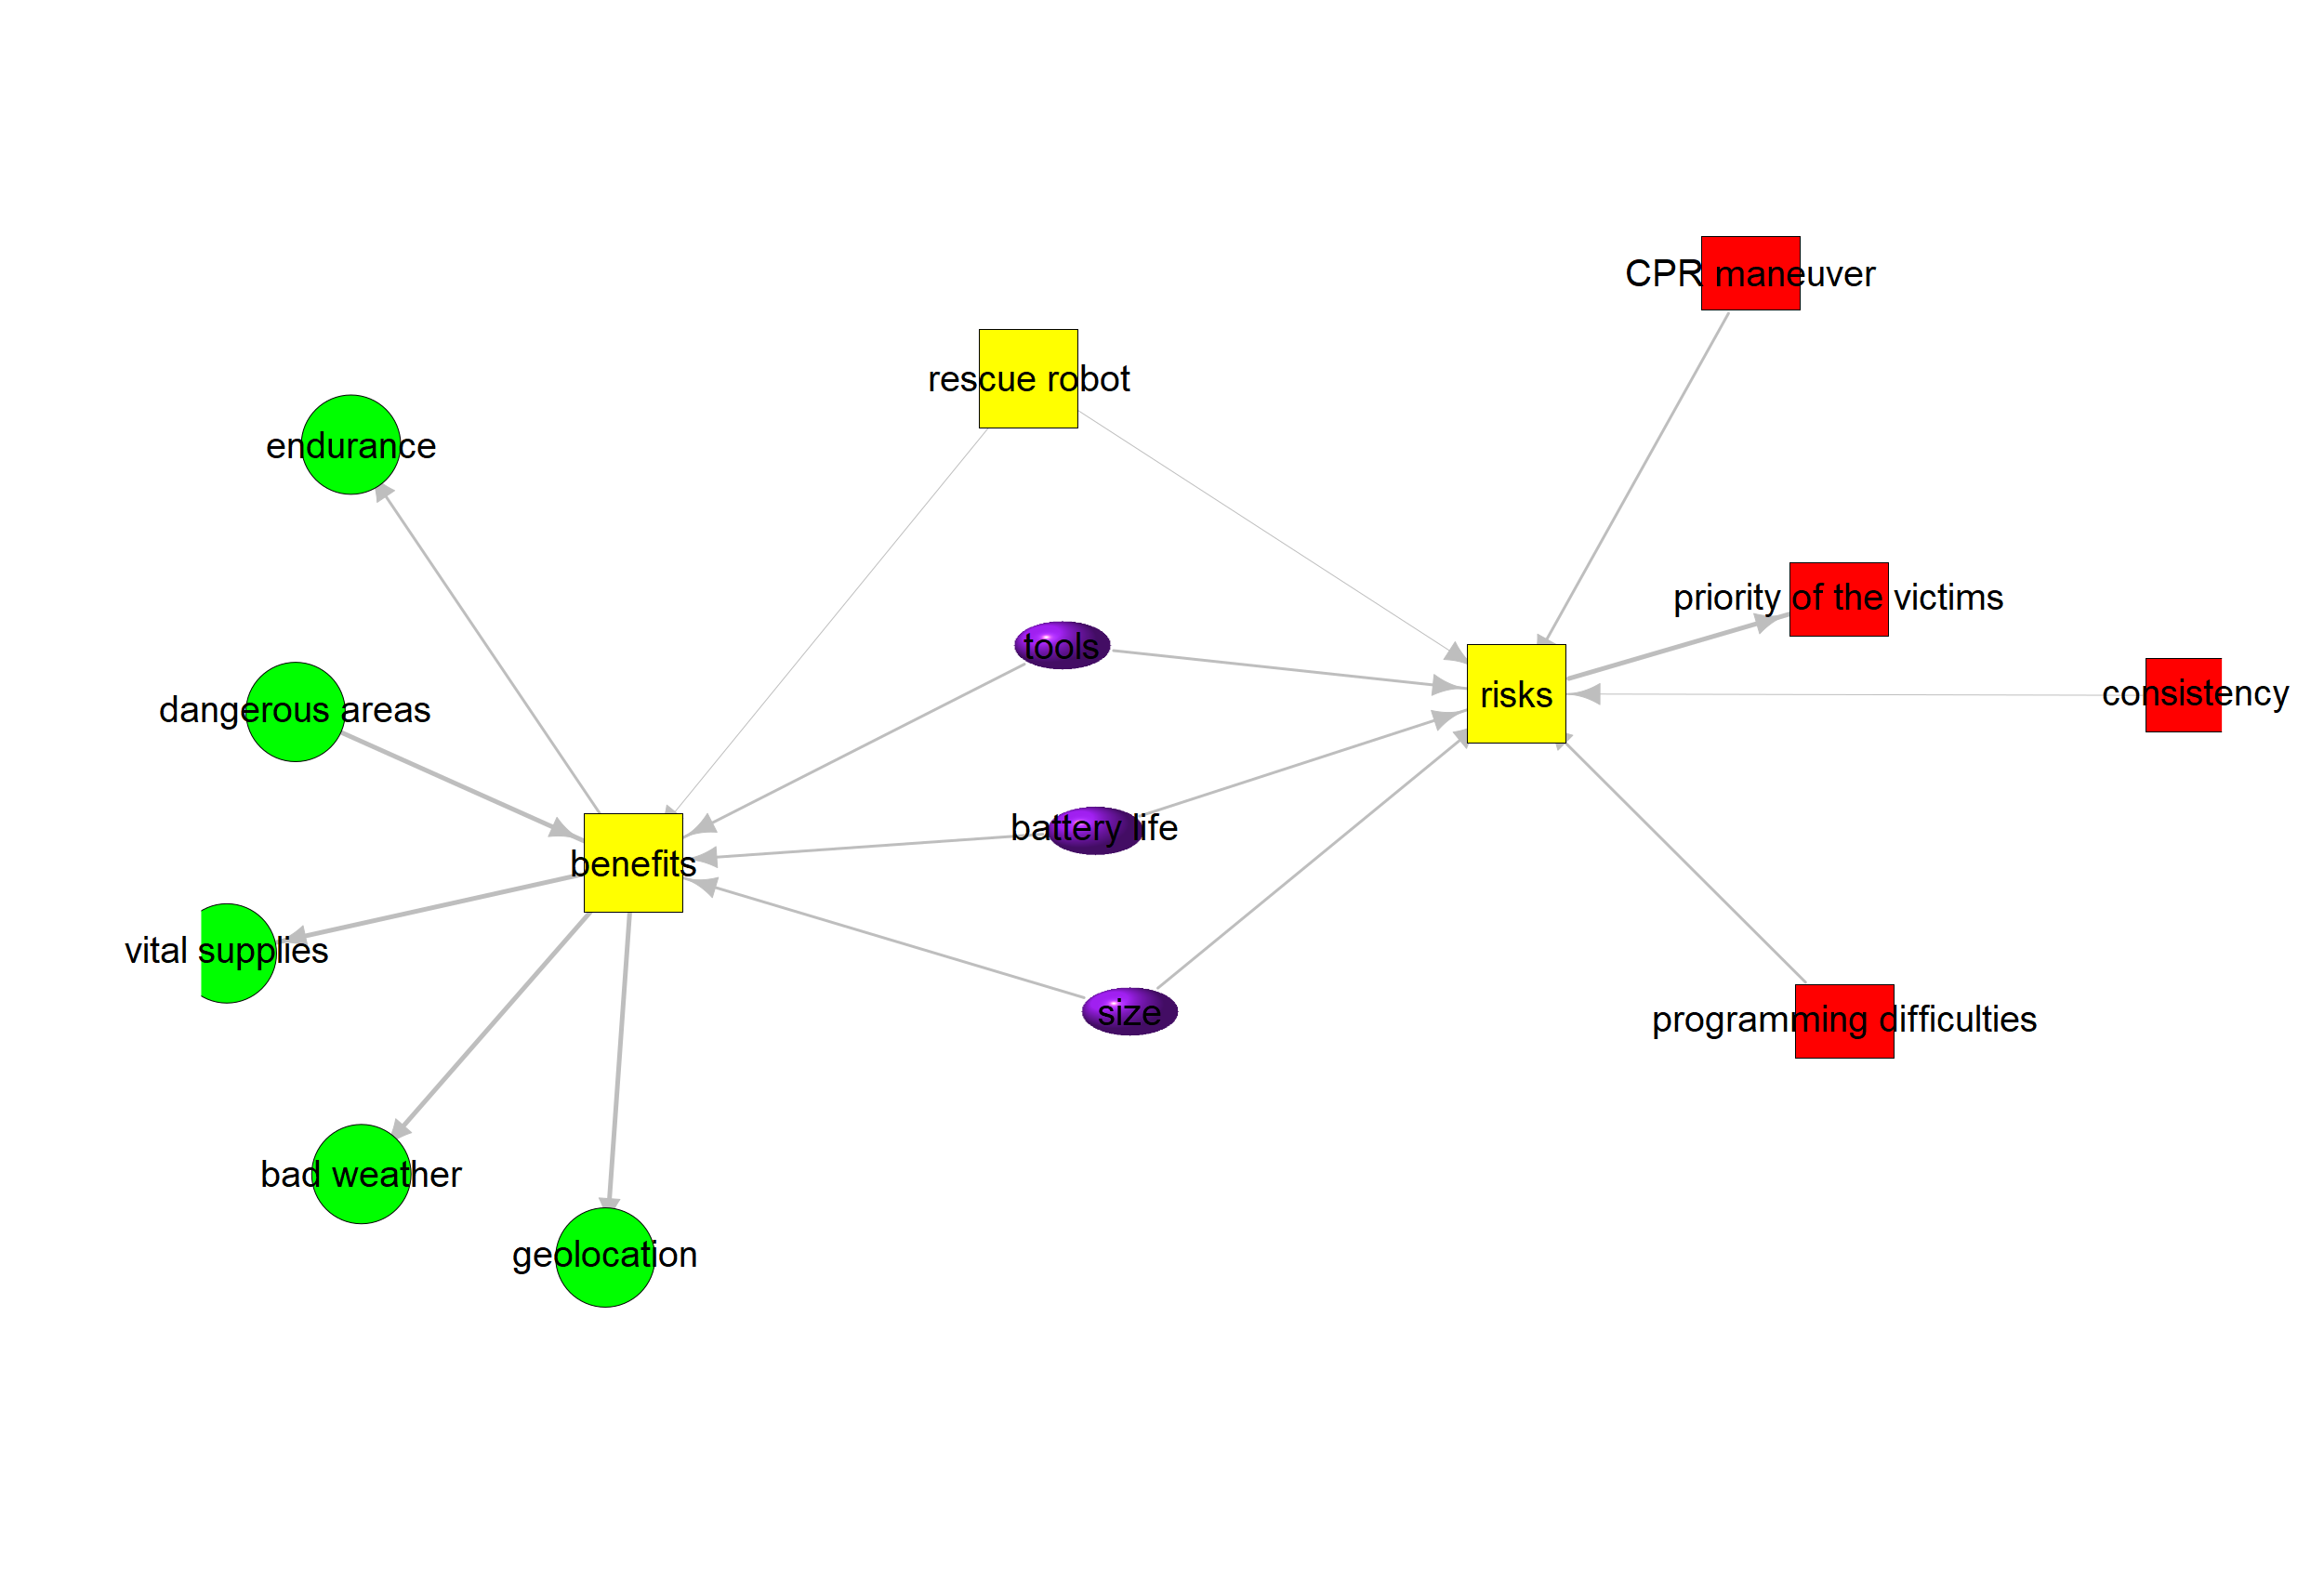 CPR maneuver
rescue robot
endurance
priority of the victims
tools
risks
consistency
dangerous areas
battery life
benefits
vital supplies
size
programming difficulties
bad weather
geolocation